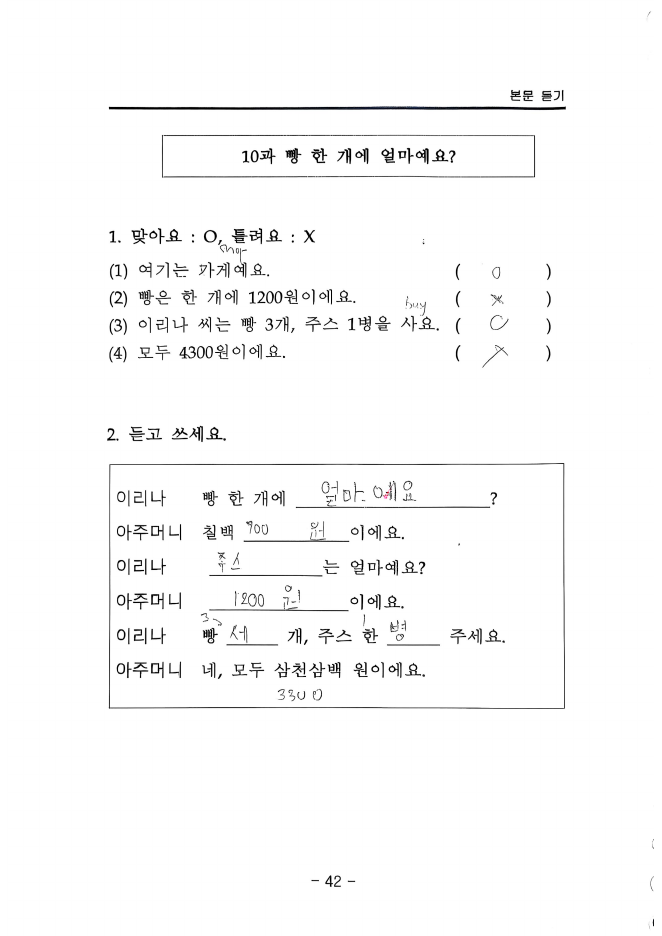 본문 듣기
10과 빵 한 개에 얼마예요?
1. 맞아요 : O, 틀려요 : X
(1) 여기는 가게예요. ( O )
(2) 빵은 한 개에 1200원이에요. ( X )
buy
(3) 이리나 씨는 빵 3개, 주스 1병을 사요. ( O )
(4) 모두 4300원이에요. ( X )
2. 듣고 쓰세요.
이리나 빵 한 개에 얼마 예요 ?
아주머니 칠백 700 원 이에요.
이리나 쥬스 는 얼마예요?
아주머니 1200 원 이에요.
3 1
이리나 빵 세 개, 주스 한 병 주세요.
아주머니 네, 모두 삼천삼백 원이에요.
3300
- 42 -